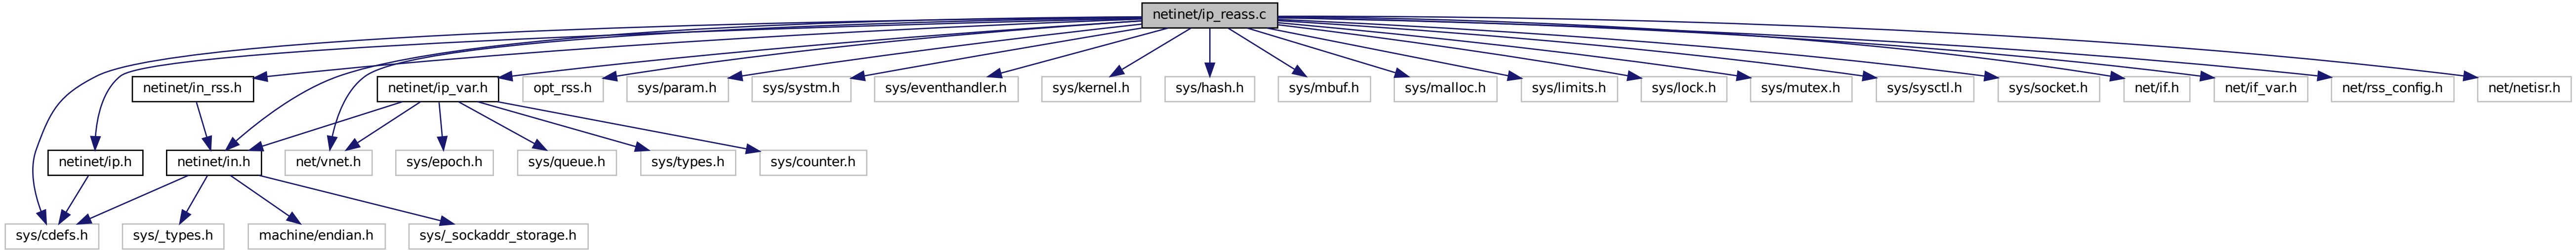 netinet/ip_reass.c
netinet/in_rss.h
netinet/ip_var.h
opt_rss.h
sys/param.h
sys/systm.h
sys/eventhandler.h
sys/kernel.h
sys/hash.h
sys/mbuf.h
sys/malloc.h
sys/limits.h
sys/lock.h
sys/mutex.h
sys/sysctl.h
sys/socket.h
net/if.h
net/if_var.h
net/rss_config.h
net/netisr.h
netinet/ip.h
netinet/in.h
net/vnet.h
sys/epoch.h
sys/queue.h
sys/types.h
sys/counter.h
sys/cdefs.h
sys/_types.h
machine/endian.h
sys/_sockaddr_storage.h